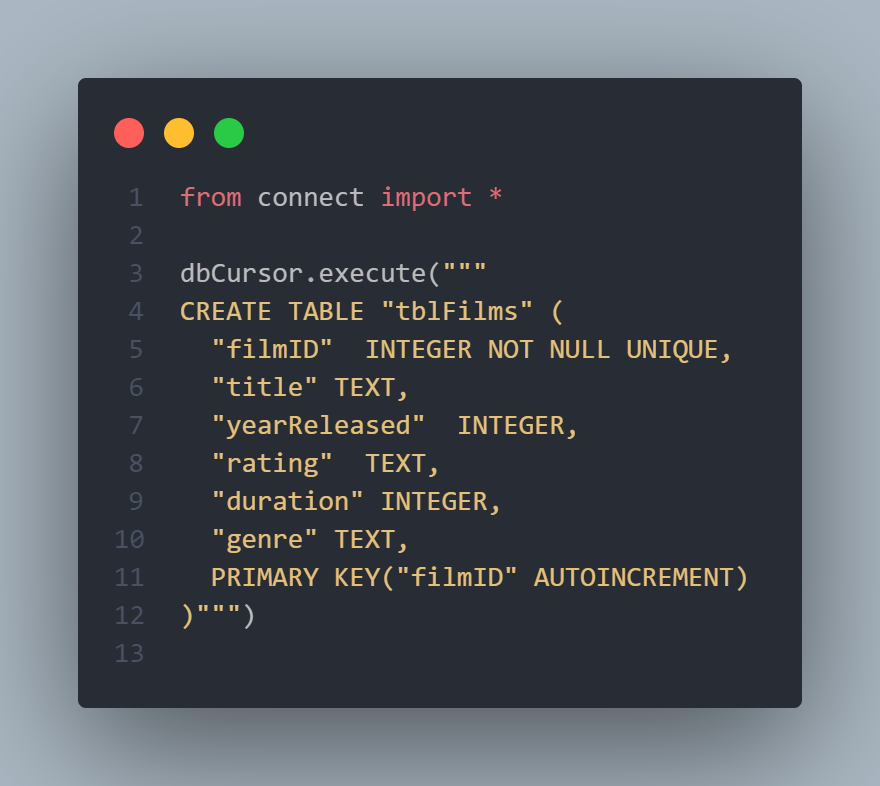 1 from connect import *
2
3 dbCursor.execute("""
4 CREATE TABLE "tblFilms" (
5   "filmID"  INTEGER NOT NULL UNIQUE,
6   "title" TEXT,
7   "yearReleased"  INTEGER,
8   "rating"  TEXT,
9   "duration" INTEGER,
10   "genre" TEXT,
11   PRIMARY KEY("filmID" AUTOINCREMENT)
12 )""")
13